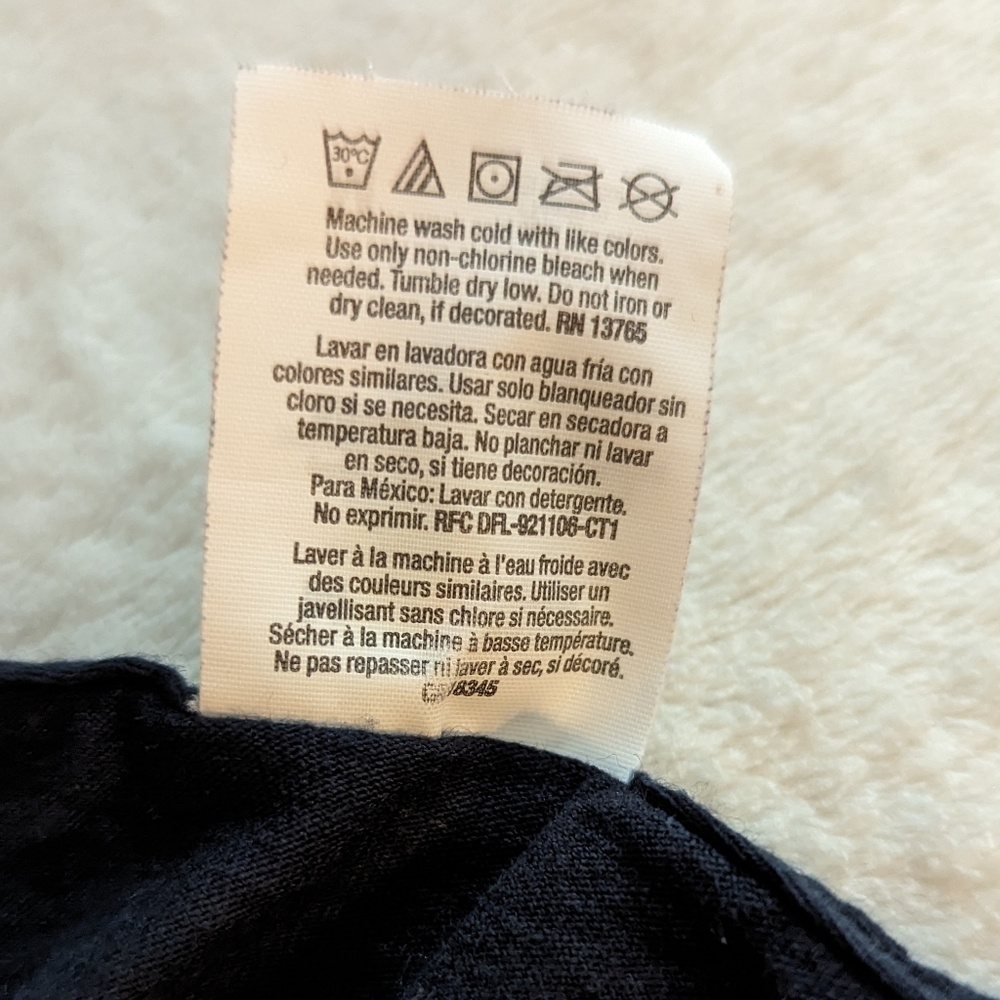 30°C
Machine wash cold with like colors.
Use only non-chlorine bleach when
needed. Tumble dry low. Do not iron or
dry clean, if decorated. RN 13765
Lavar en lavadora con agua fría con
colores similares. Usar solo blanqueador sin
cloro si se necesita. Secar en secadora a
temperatura baja. No planchar ni lavar
en seco, si tiene decoración.
Para México: Lavar con detergente.
No exprimir. RFC DFL-921106-CT1
Laver à la machine à l'eau froide avec
des couleurs similaires. Utiliser un
javellisant sans chlore si nécessaire.
Sécher à la machine à basse température.
Ne pas repasser ni laver à sec, si décoré.